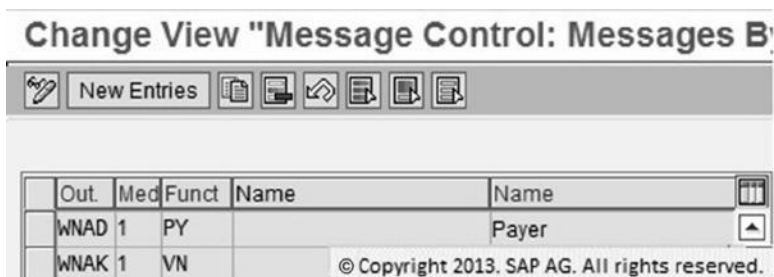 Change View "Message Control: Messages B
New Entries
Out. Med Funct Name Name
WNAD 1 PY Payer
WNAK 1 VN
© Copyright 2013. SAP AG. All rights reserved.